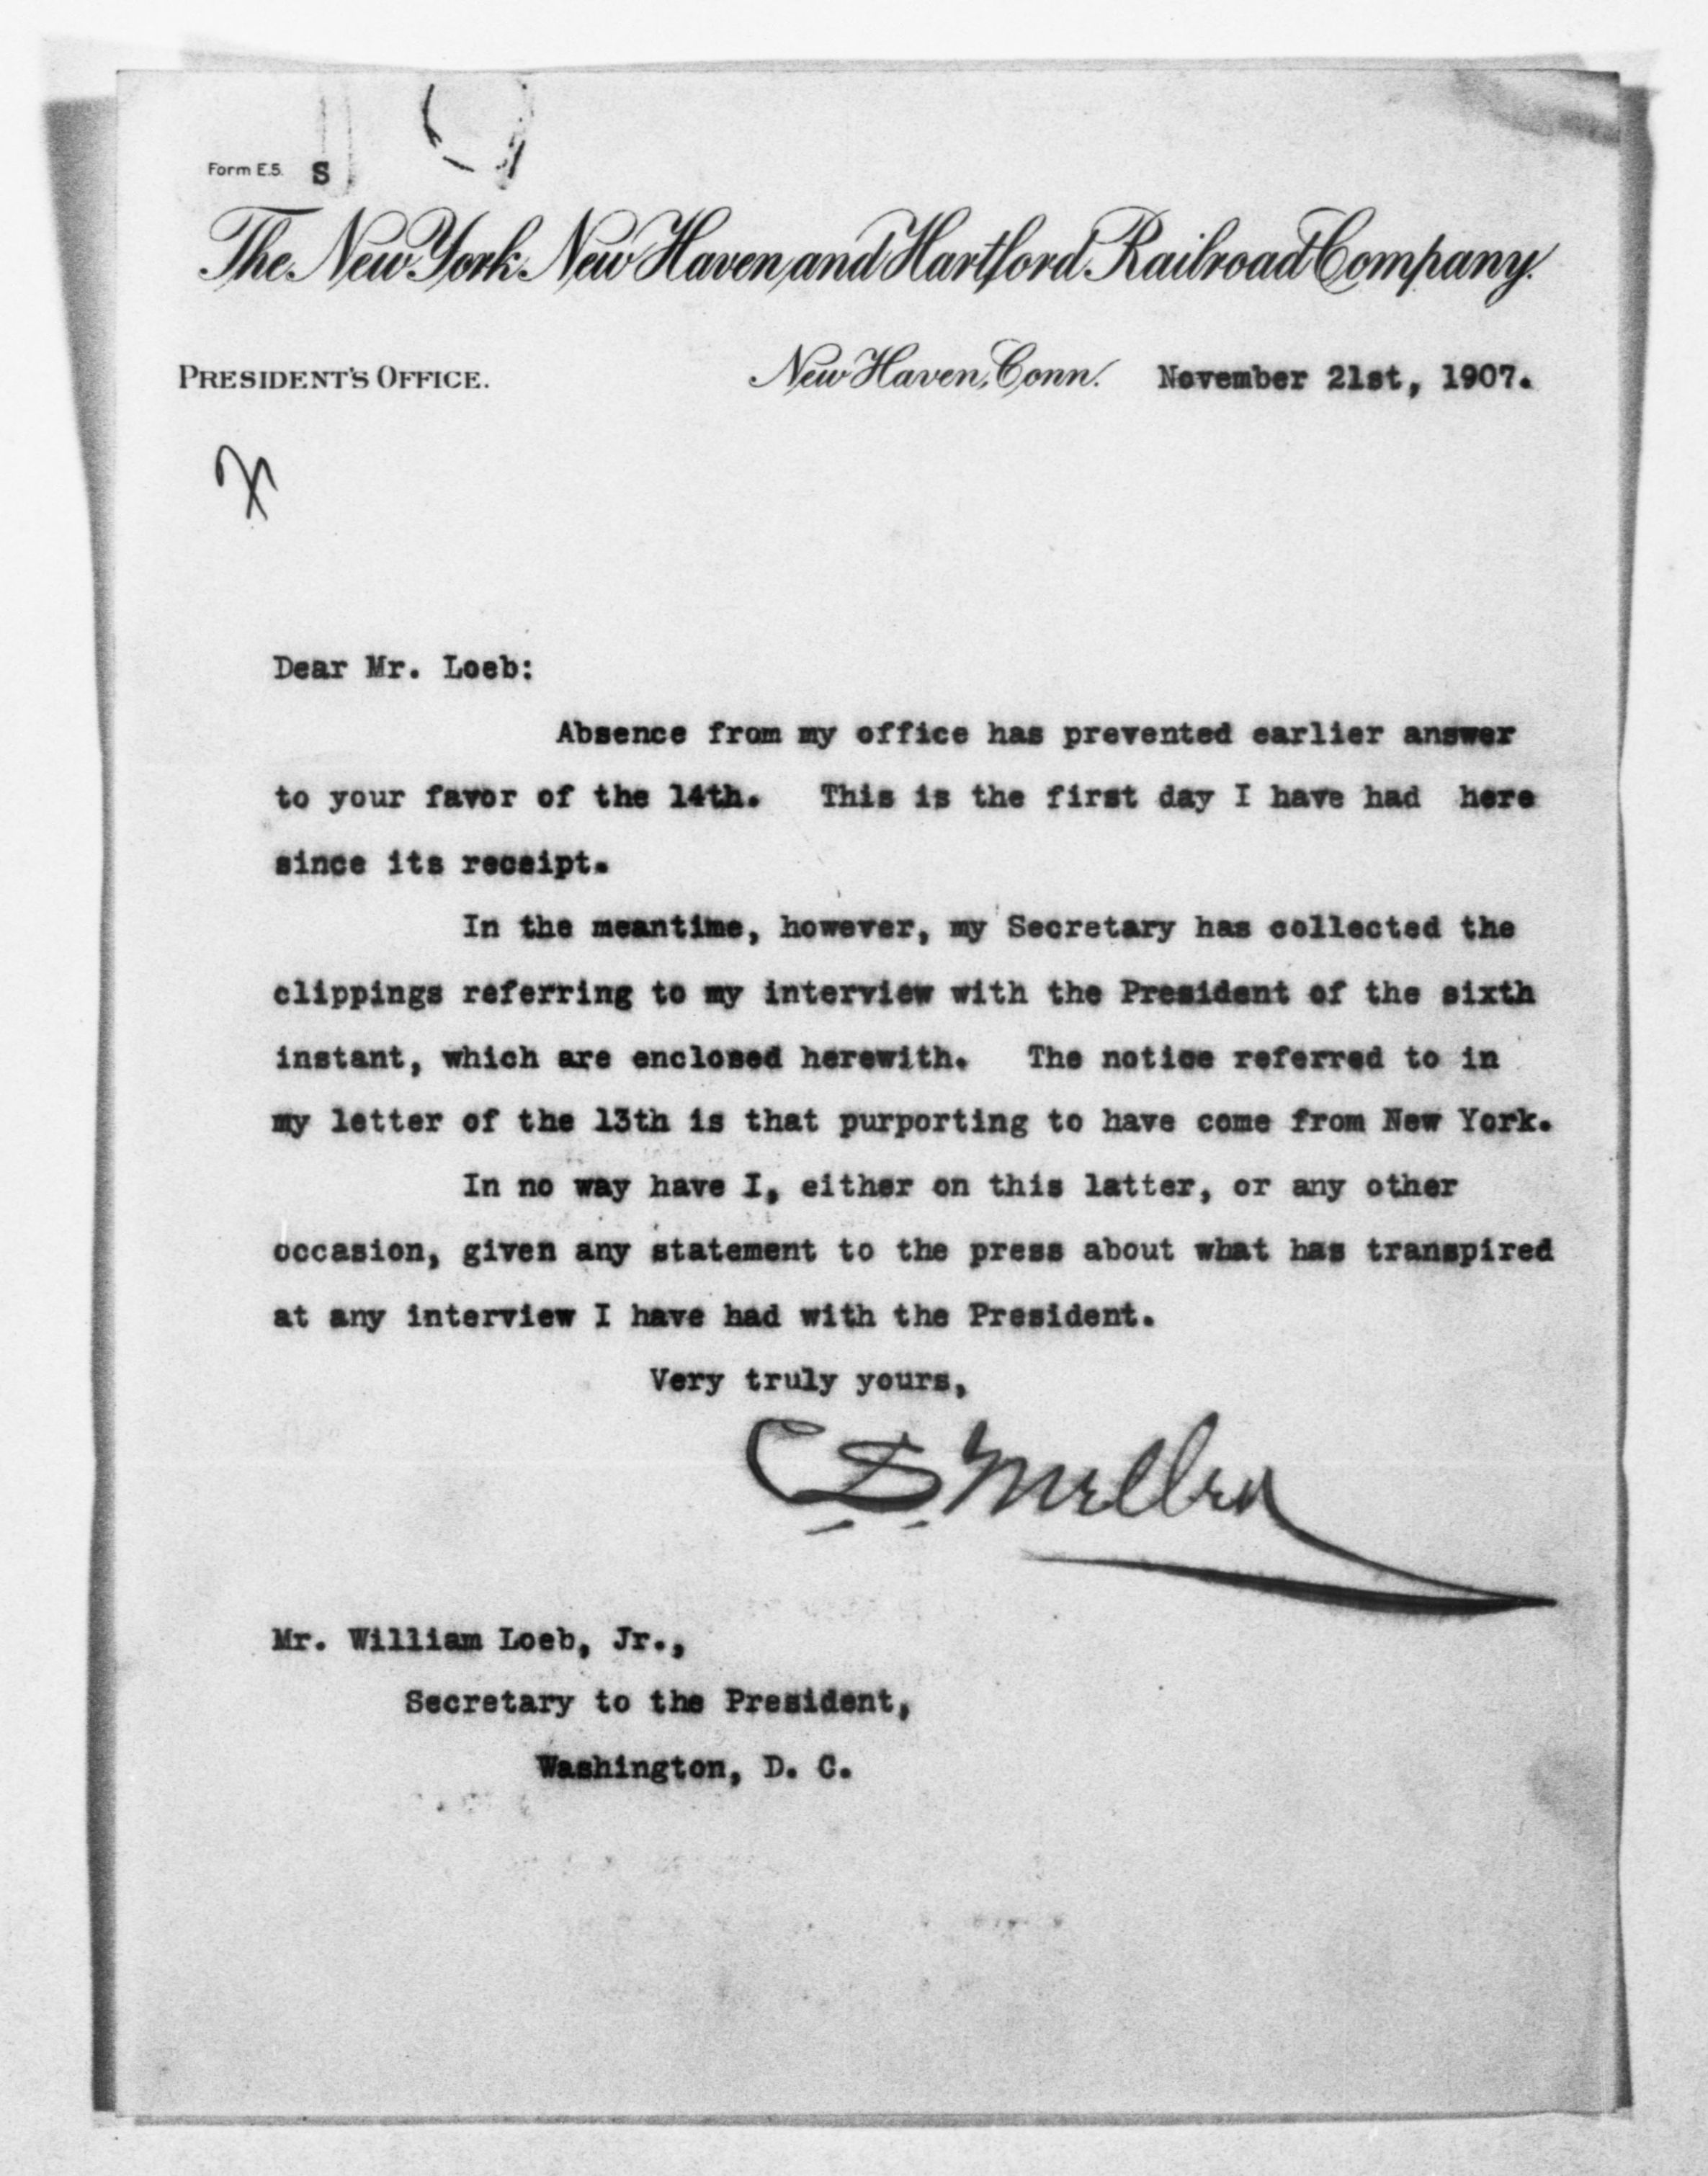 Form E.5. S
The New York New Haven and Hartford Railroad Company.
PRESIDENT'S OFFICE. New Haven, Conn. November 21st, 1907.
Dear Mr. Loeb:
Absence from my office has prevented earlier answer
to your favor of the 14th. This is the first day I have had here
since its receipt.
In the meantime, however, my Secretary has collected the
clippings referring to my interview with the President of the sixth
instant, which are enclosed herewith. The notice referred to in
my letter of the 13th is that purporting to have come from New York.
In no way have I, either on this latter, or any other
occasion, given any statement to the press about what has transpired
at any interview I have had with the President.
Very truly yours,
C S Mellen
Mr. William Loeb, Jr.,
Secretary to the President,
Washington, D. C.